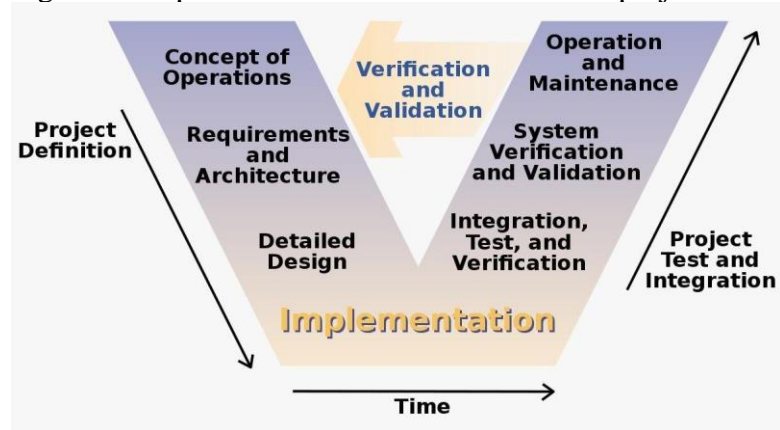 Concept of
Operations
Verification
and
Validation
Operation
and
Maintenance
Project
Definition
Requirements
and
Architecture
System
Verification
and Validation
Detailed
Design
Integration,
Test, and
Verification
Project
Test and
Integration
Implementation
Time